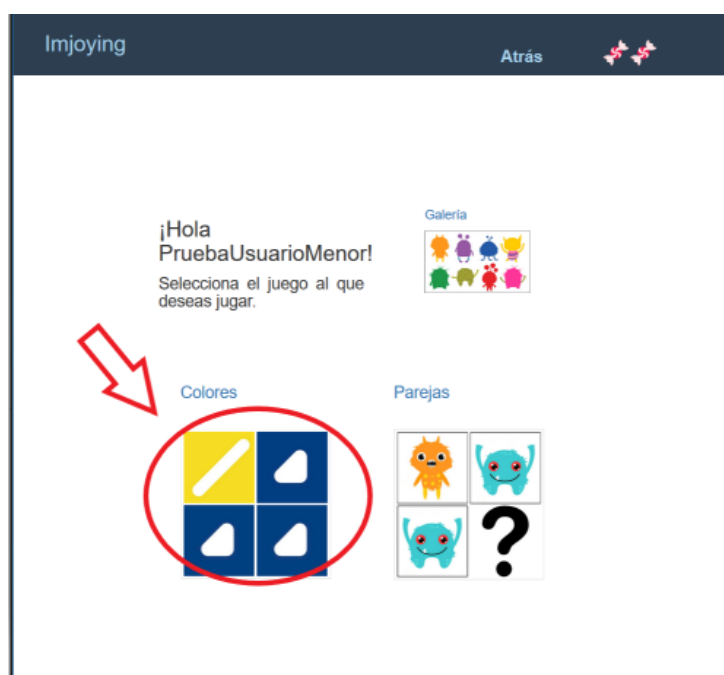 Imjoying
Atrás
¡Hola
PruebaUsuarioMenor!
Selecciona el juego al que
deseas jugar.
Galería
Colores
Parejas
?